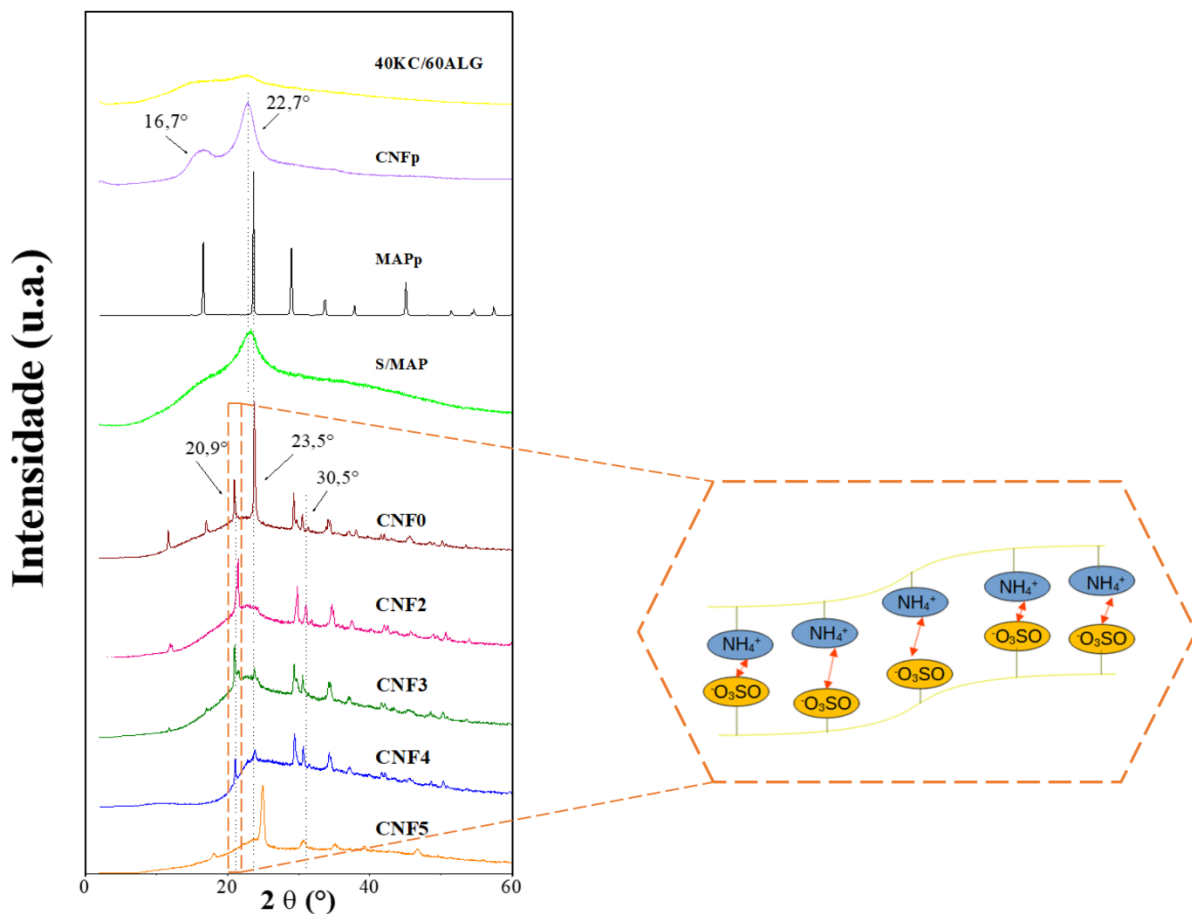 Intensidade (u.a.)
40KC/60ALG
22,7°
16,7°
CNFp
MAPp
S/MAP
20,9°
23,5°
30,5°
CNF0
CNF2
CNF3
CNF4
CNF5
0
20
40
60
2 θ (°)
NH₄⁺
NH₄⁺
NH₄⁺
NH₄⁺
NH₄⁺
⁻O₃SO
⁻O₃SO
⁻O₃SO
⁻O₃SO
⁻O₃SO